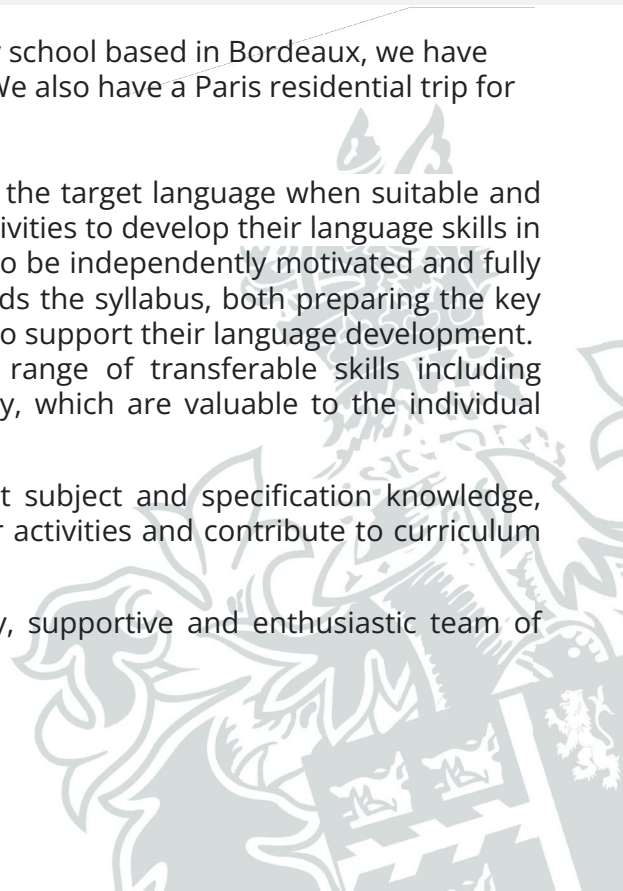 school based in Bordeaux, we have
We also have a Paris residential trip for
the target language when suitable and
ivities to develop their language skills in
o be independently motivated and fully
ds the syllabus, both preparing the key
o support their language development.
range of transferable skills including
y, which are valuable to the individual
t subject and specification knowledge,
r activities and contribute to curriculum
y, supportive and enthusiastic team of